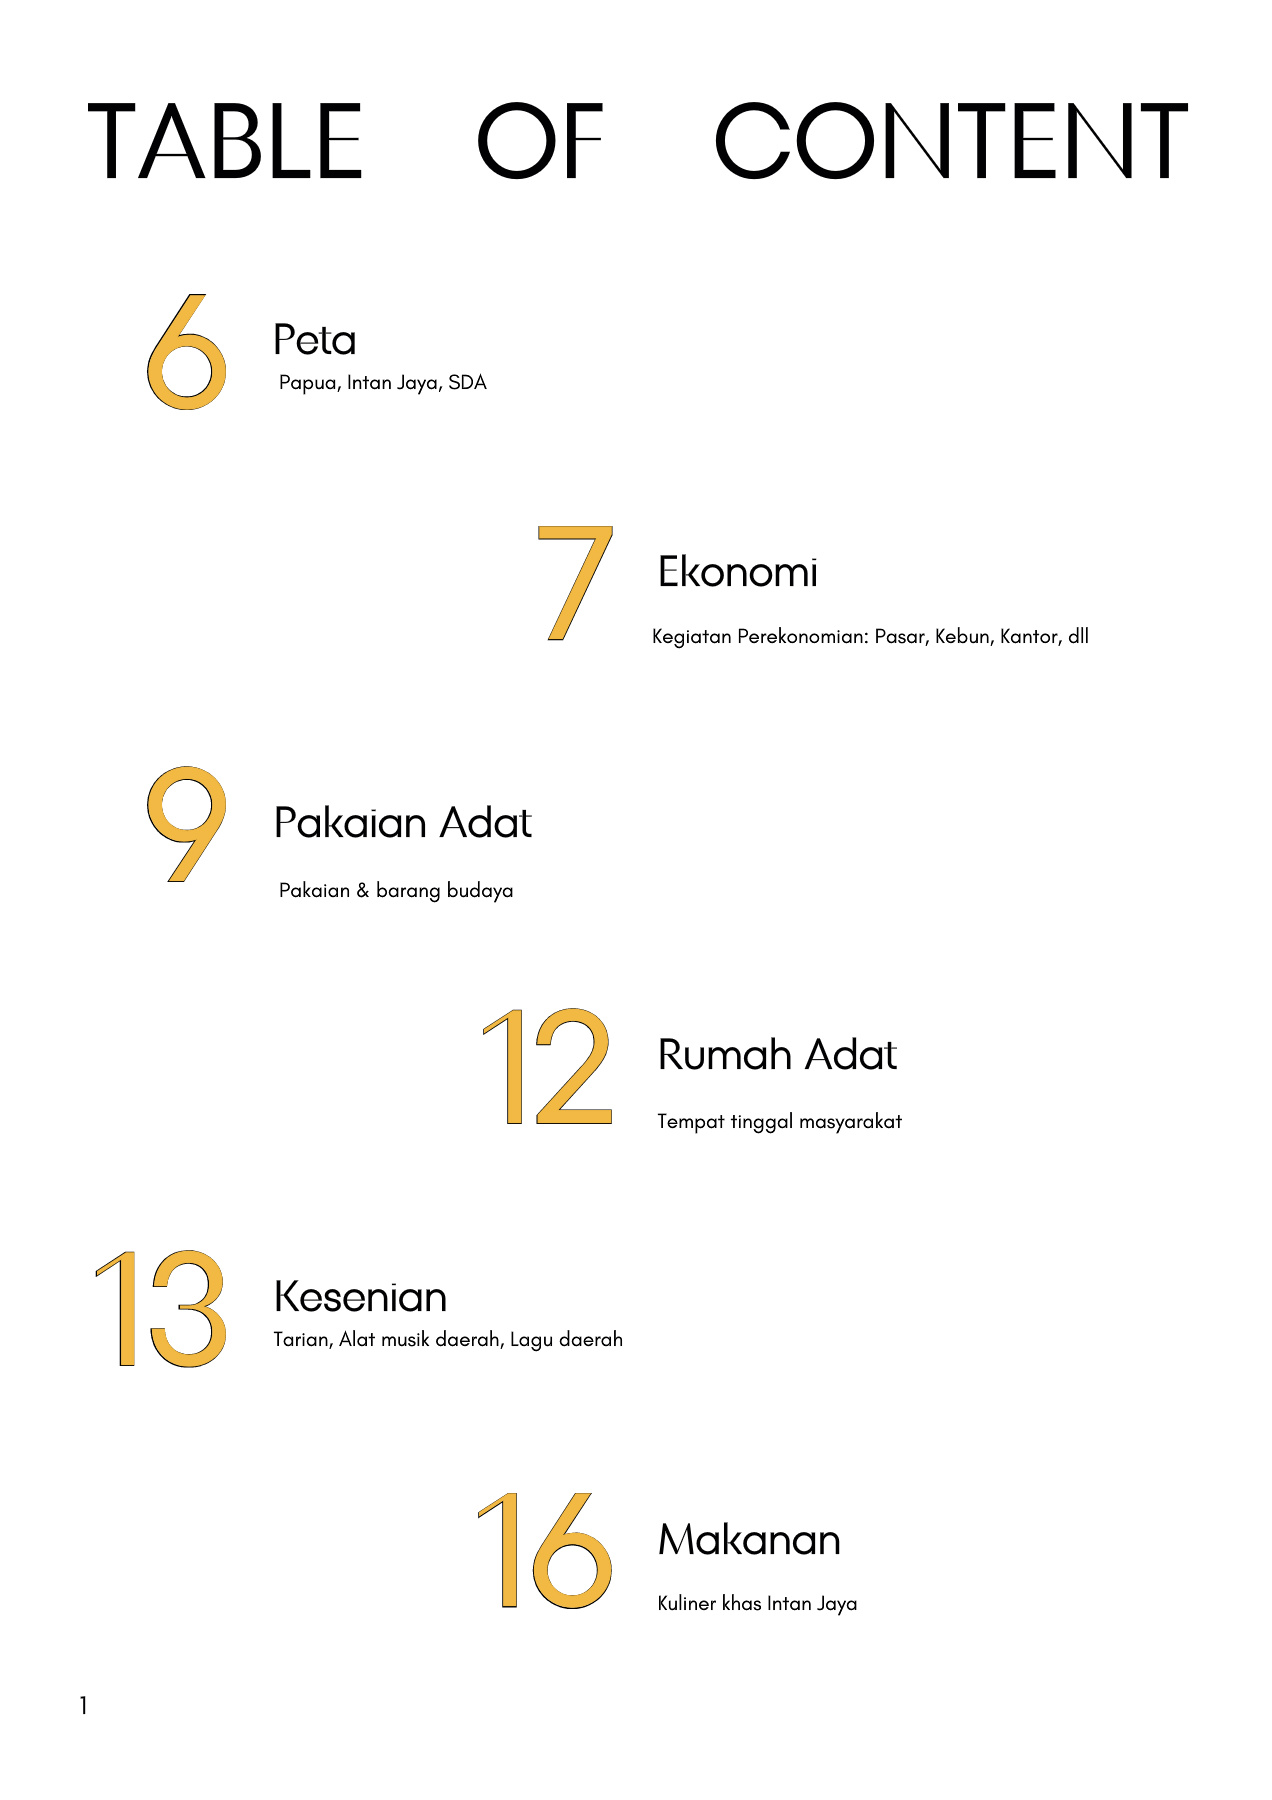 TABLE OF CONTENT
6
Peta
Papua, Intan Jaya, SDA
7
Ekonomi
Kegiatan Perekonomian: Pasar, Kebun, Kantor, dll
9
Pakaian Adat
Pakaian & barang budaya
12
Rumah Adat
Tempat tinggal masyarakat
13
Kesenian
Tarian, Alat musik daerah, Lagu daerah
16
Makanan
Kuliner khas Intan Jaya
1